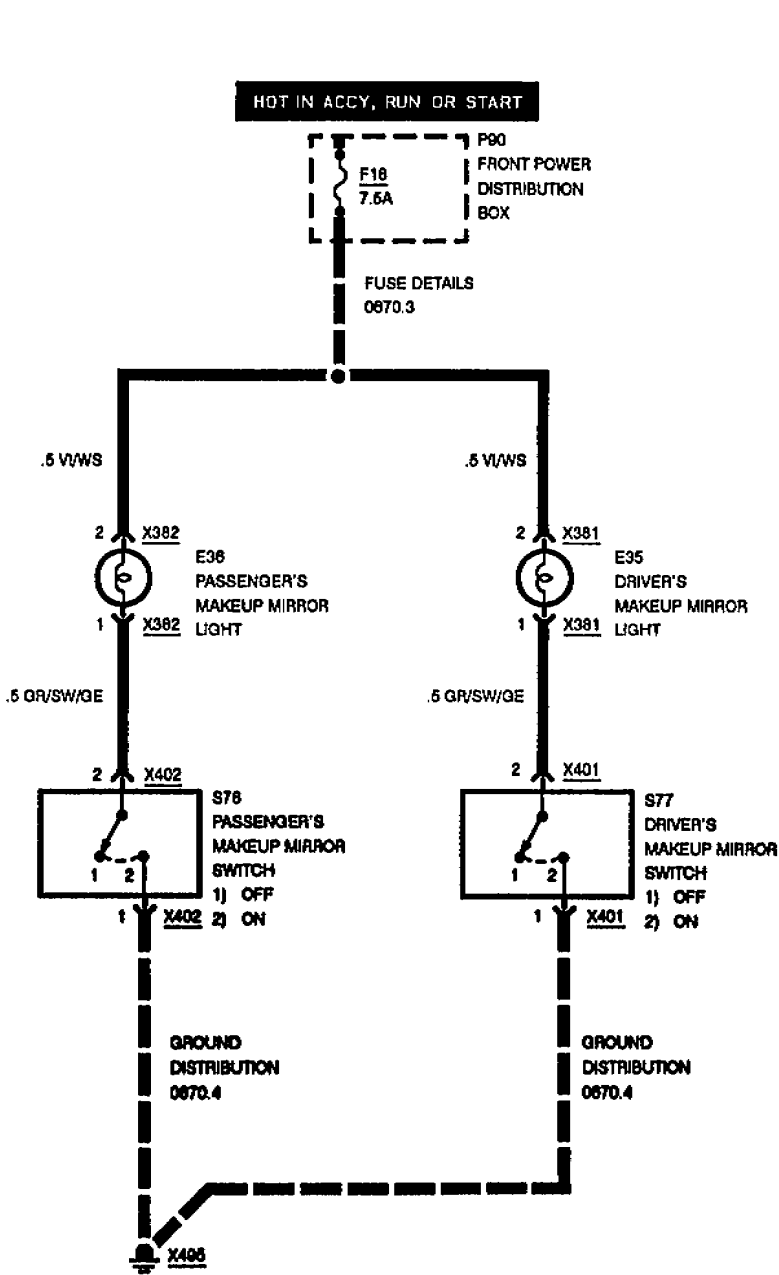 HOT IN ACCY, RUN OR START
P90
FRONT POWER
DISTRIBUTION
BOX
F18
7.5A
FUSE DETAILS
0670.3
.5 VI/WS
.5 VI/WS
2 X382
2 X381
E36
PASSENGER'S
MAKEUP MIRROR
LIGHT
E35
DRIVER'S
MAKEUP MIRROR
LIGHT
1 X382
1 X381
.5 GR/SW/GE
.5 GR/SW/GE
2 X402
2 X401
S76
PASSENGER'S
MAKEUP MIRROR
SWITCH
1) OFF
2) ON
S77
DRIVER'S
MAKEUP MIRROR
SWITCH
1) OFF
2) ON
1 2
1 2
1 X402
1 X401
GROUND
DISTRIBUTION
0670.4
GROUND
DISTRIBUTION
0670.4
X495